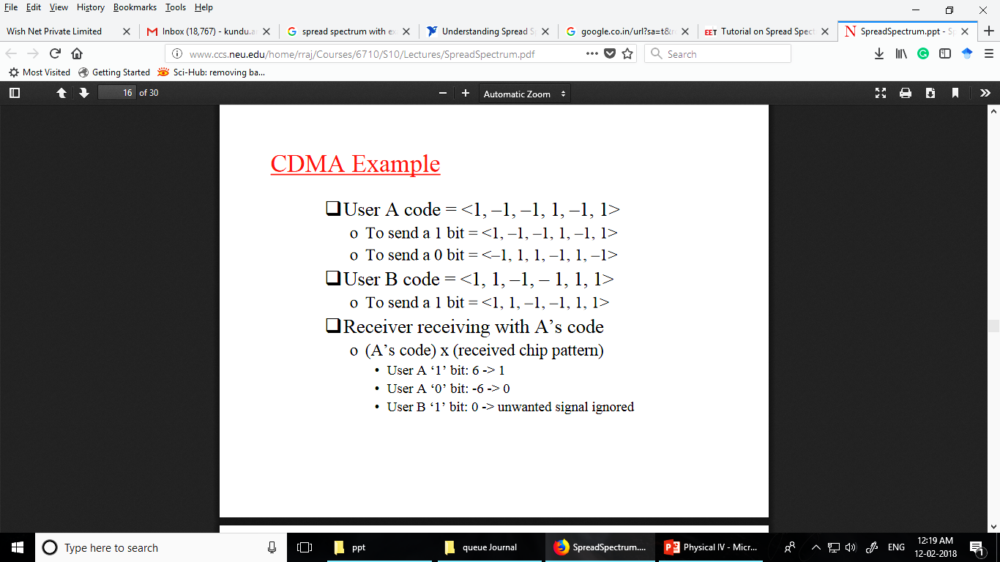 File Edit View History Bookmarks Tools Help
Wish Net Private Limited
Inbox (18,767) - kundu.a
spread spectrum with ex
Understanding Spread S
google.co.in/url?sa=t&r
EET Tutorial on Spread Spect
N SpreadSpectrum.ppt - Sp
www.ccs.neu.edu/home/rraj/Courses/6710/S10/Lectures/SpreadSpectrum.pdf
Search
Most Visited Getting Started Sci-Hub: removing ba...
16 of 30
Automatic Zoom
CDMA Example
User A code = <1, –1, –1, 1, –1, 1>
o To send a 1 bit = <1, –1, –1, 1, –1, 1>
o To send a 0 bit = <–1, 1, 1, –1, 1, –1>
User B code = <1, 1, –1, – 1, 1, 1>
o To send a 1 bit = <1, 1, –1, –1, 1, 1>
Receiver receiving with A’s code
o (A’s code) x (received chip pattern)
• User A ‘1’ bit: 6 -> 1
• User A ‘0’ bit: -6 -> 0
• User B ‘1’ bit: 0 -> unwanted signal ignored
Type here to search
ppt
queue Journal
SpreadSpectrum....
Physical IV - Micr...
ENG
12:19 AM
12-02-2018
1